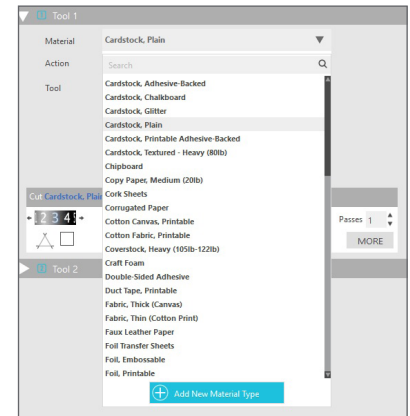 Tool 1
Material Cardstock, Plain
Action Search
Tool
Cardstock, Adhesive-Backed
Cardstock, Chalkboard
Cardstock, Glitter
Cardstock, Plain
Cardstock, Printable Adhesive-Backed
Cardstock, Textured - Heavy (80lb)
Chipboard
Copy Paper, Medium (20lb)
Cork Sheets
Corrugated Paper
Cotton Canvas, Printable
Cotton Fabric, Printable
Coverstock, Heavy (105lb-122lb)
Craft Foam
Double-Sided Adhesive
Duct Tape, Printable
Fabric, Thick (Canvas)
Fabric, Thin (Cotton Print)
Faux Leather Paper
Foil Transfer Sheets
Foil, Embossable
Foil, Printable
Add New Material Type
Cut Cardstock, Plai
2 3 4
Passes 1
MORE
Tool 2